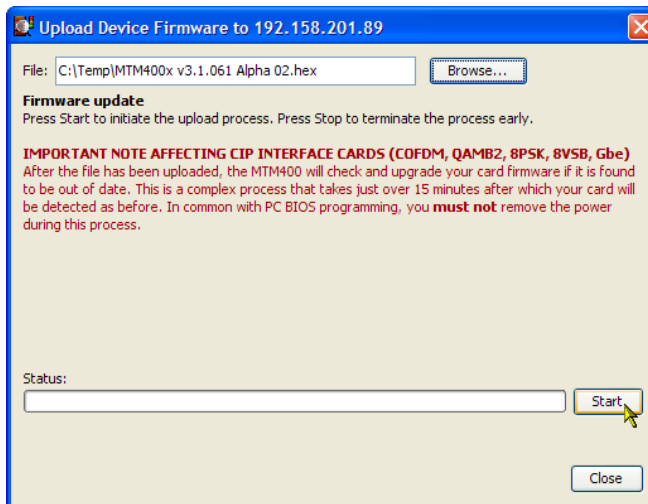 Upload Device Firmware to 192.158.201.89
File: C:\Temp\MTM400x v3.1.061 Alpha 02.hex Browse...
Firmware update
Press Start to initiate the upload process. Press Stop to terminate the process early.
IMPORTANT NOTE AFFECTING CIP INTERFACE CARDS (COFDM, QAMB2, 8PSK, 8VSB, Gbe)
After the file has been uploaded, the MTM400 will check and upgrade your card firmware if it is found
to be out of date. This is a complex process that takes just over 15 minutes after which your card will
be detected as before. In common with PC BIOS programming, you must not remove the power
during this process.
Status:
Start
Close